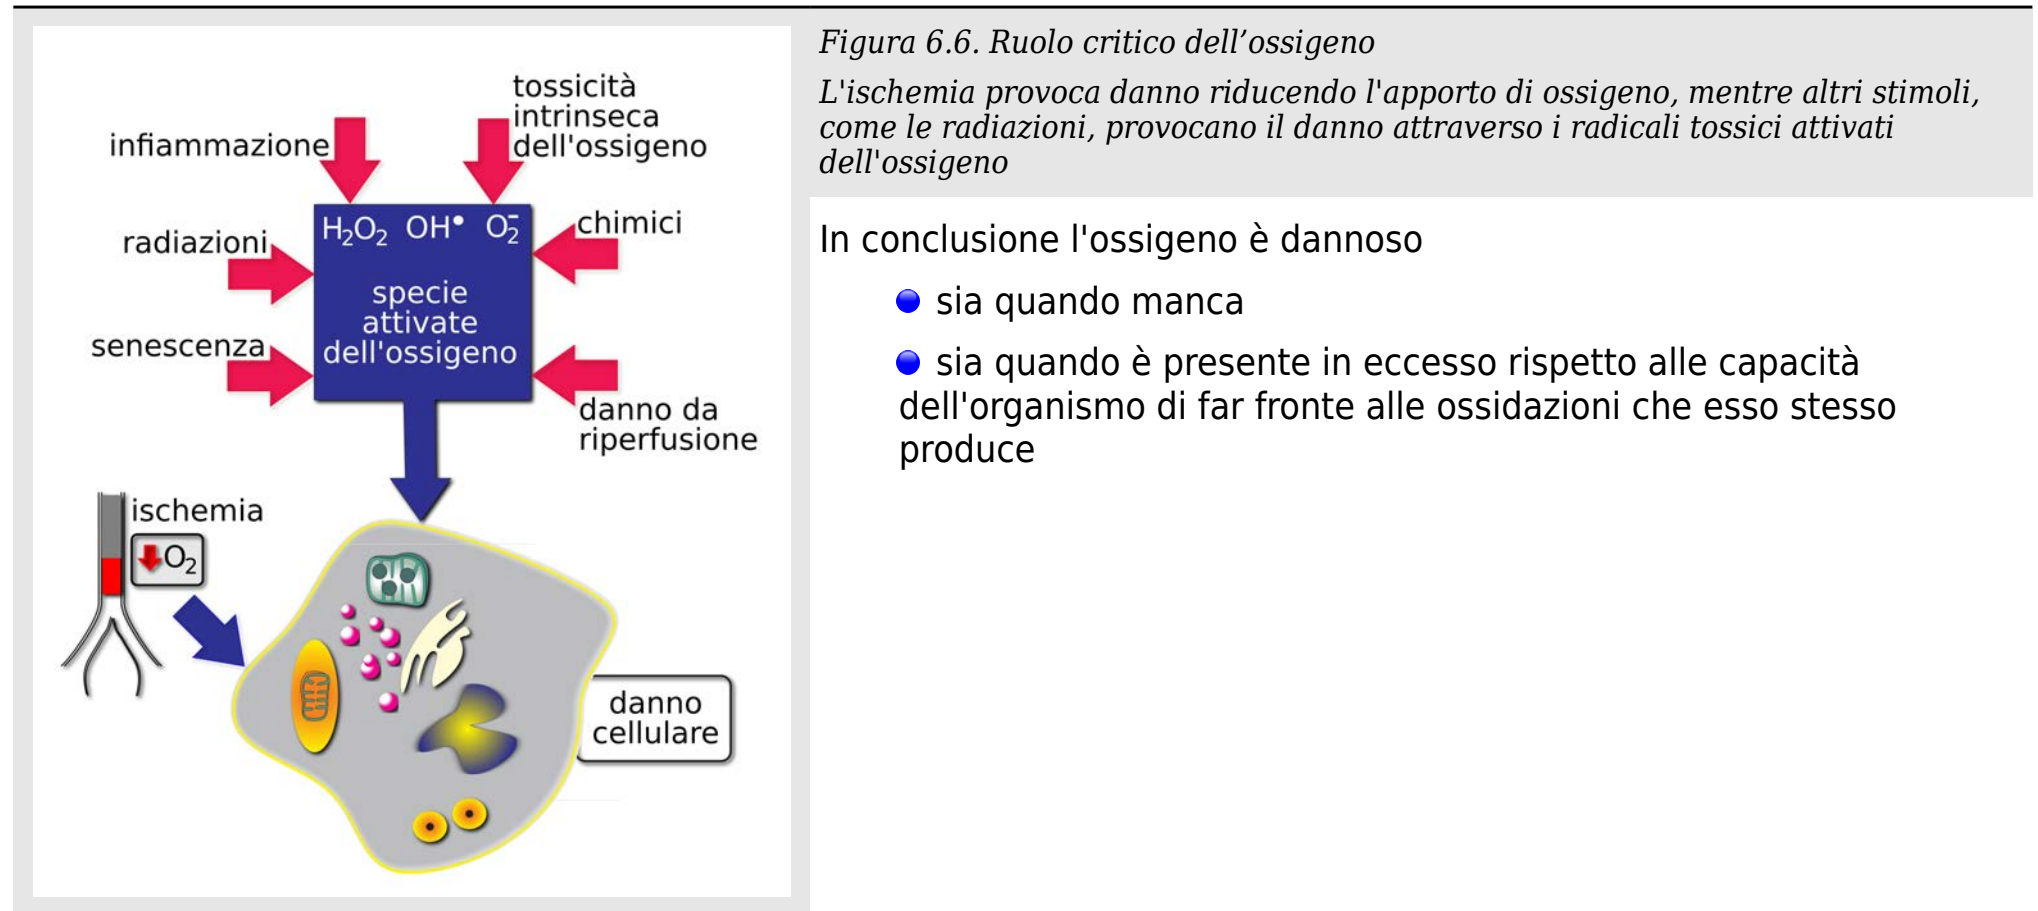 tossicità
intrinseca
dell'ossigeno
infiammazione
H₂O₂ OH• O₂⁻
chimici
radiazioni
specie
attivate
dell'ossigeno
senescenza
danno da
riperfusione
ischemia
O₂
danno
cellulare
Figura 6.6. Ruolo critico dell’ossigeno
L'ischemia provoca danno riducendo l'apporto di ossigeno, mentre altri stimoli,
come le radiazioni, provocano il danno attraverso i radicali tossici attivati
dell'ossigeno
In conclusione l'ossigeno è dannoso
sia quando manca
sia quando è presente in eccesso rispetto alle capacità
dell'organismo di far fronte alle ossidazioni che esso stesso
produce